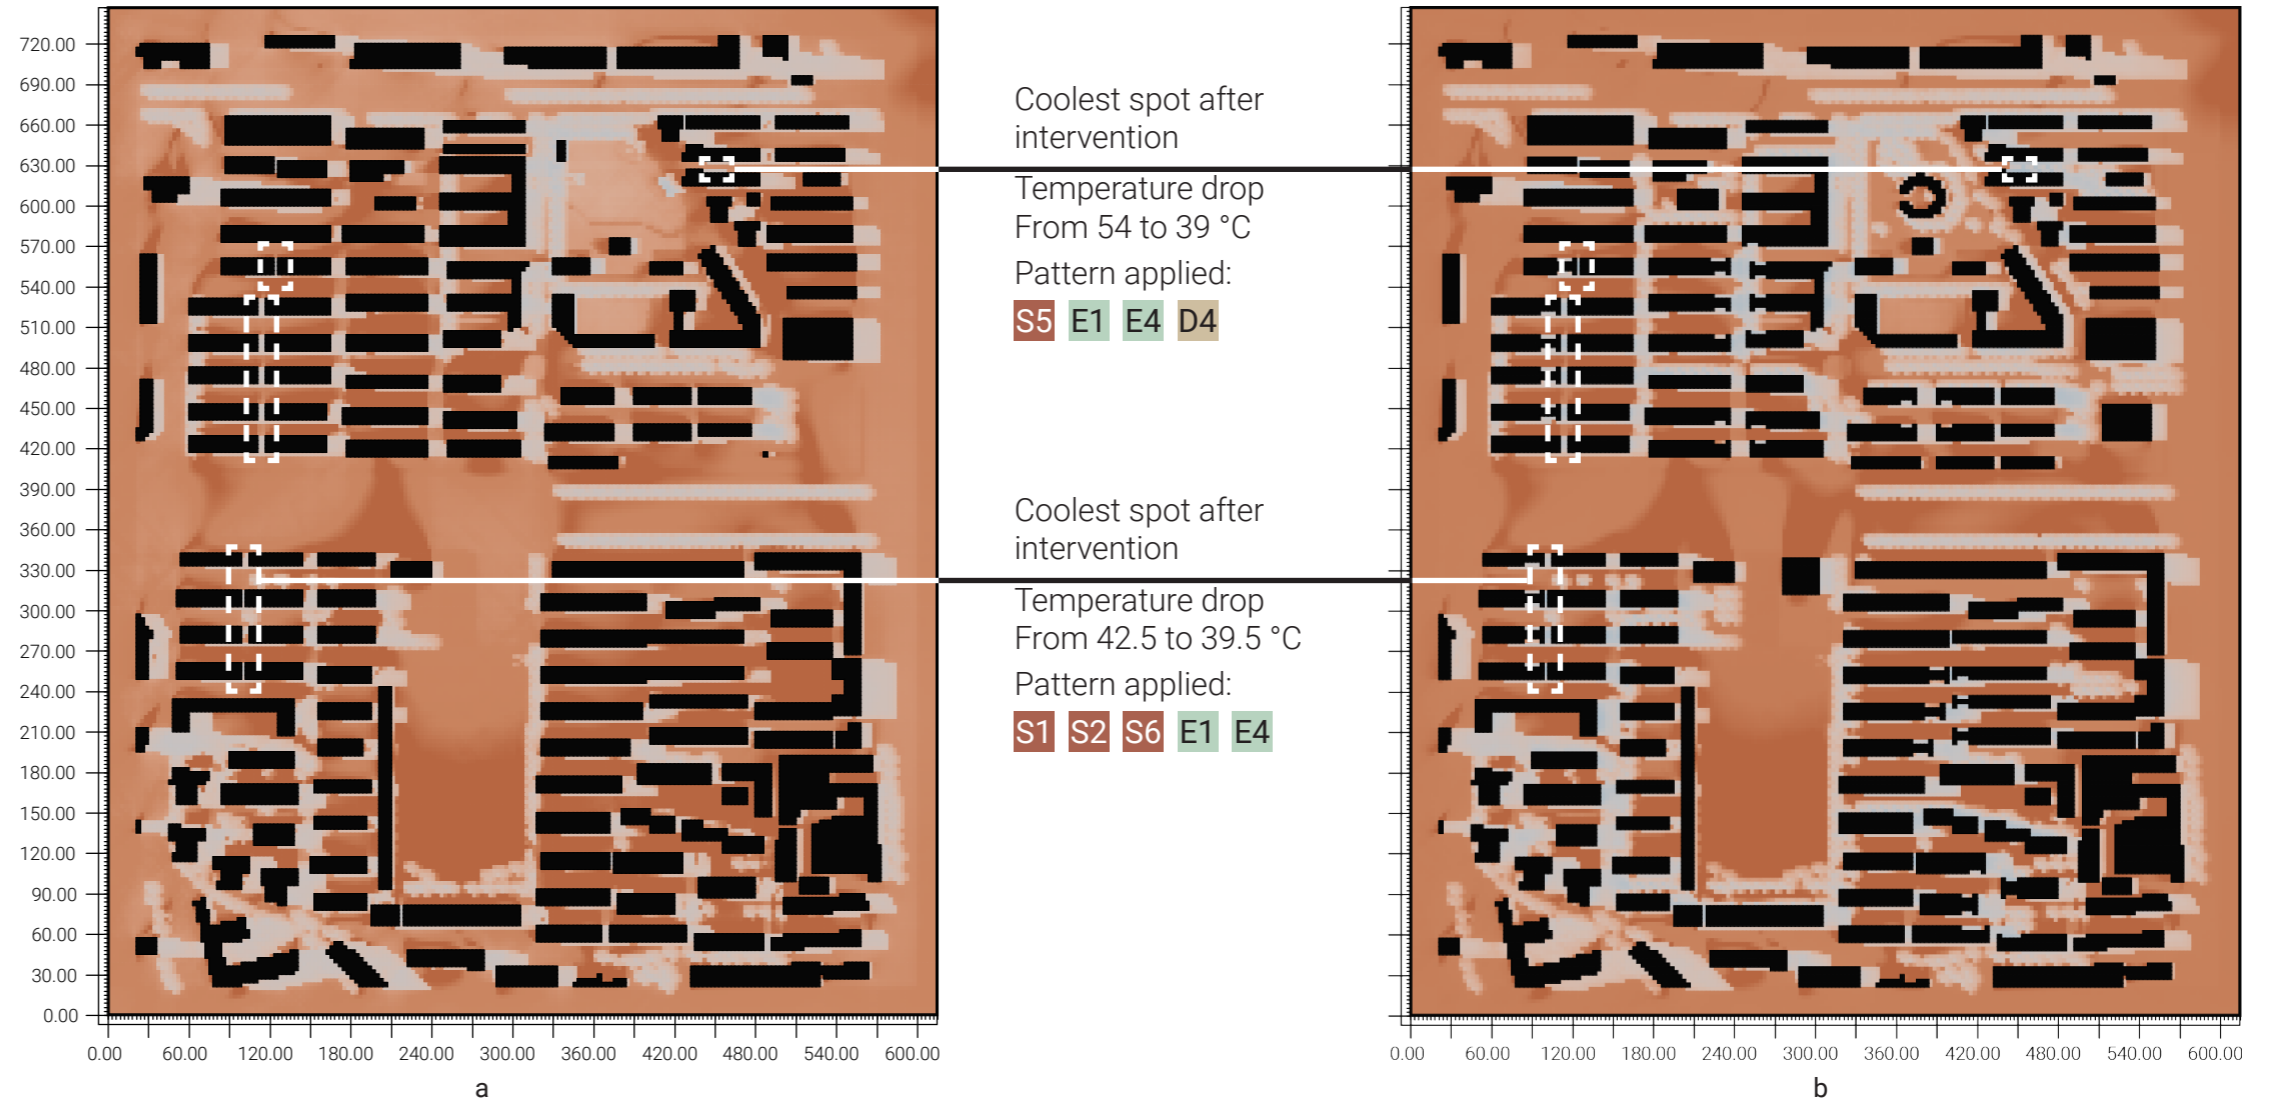 720.00
690.00
660.00
630.00
600.00
570.00
540.00
510.00
480.00
450.00
420.00
390.00
360.00
330.00
300.00
270.00
240.00
210.00
180.00
150.00
120.00
90.00
60.00
30.00
0.00
0.00 60.00 120.00 180.00 240.00 300.00 360.00 420.00 480.00 540.00 600.00
a
Coolest spot after
intervention
Temperature drop
From 54 to 39 °C
Pattern applied:
S5 E1 E4 D4
Coolest spot after
intervention
Temperature drop
From 42.5 to 39.5 °C
Pattern applied:
S1 S2 S6 E1 E4
0.00 60.00 120.00 180.00 240.00 300.00 360.00 420.00 480.00 540.00 600.00
b